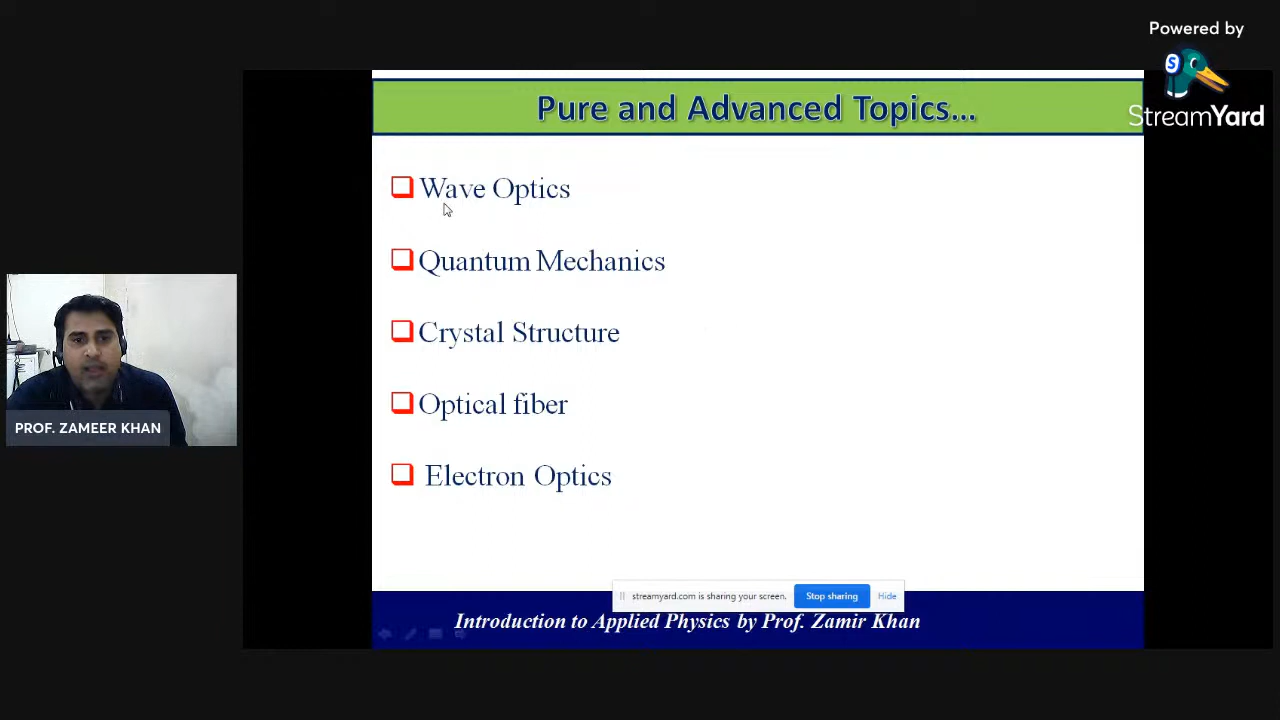 Powered by
S
StreamYard
Pure and Advanced Topics...
Wave Optics
Quantum Mechanics
Crystal Structure
Optical fiber
Electron Optics
PROF. ZAMEER KHAN
streamyard.com is sharing your screen.
Stop sharing
Hide
Introduction to Applied Physics by Prof. Zamir Khan